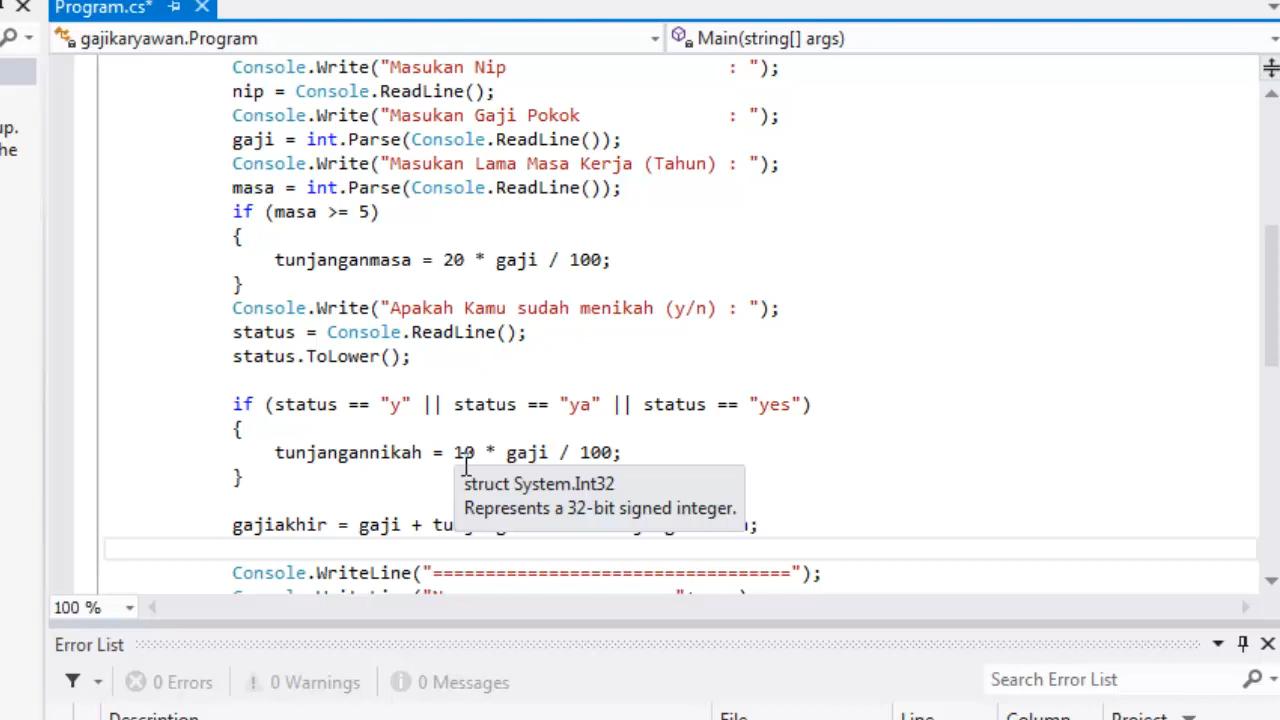 Program.cs*
gajikaryawan.Program
Main(string[] args)
up.
he
Console.Write("Masukan Nip                     : ");
nip = Console.ReadLine();
Console.Write("Masukan Gaji Pokok              : ");
gaji = int.Parse(Console.ReadLine());
Console.Write("Masukan Lama Masa Kerja (Tahun) : ");
masa = int.Parse(Console.ReadLine());
if (masa >= 5)
{
tunjanganmasa = 20 * gaji / 100;
}
Console.Write("Apakah Kamu sudah menikah (y/n) : ");
status = Console.ReadLine();
status.ToLower();
if (status == "y" || status == "ya" || status == "yes")
{
tunjangannikah = 10 * gaji / 100;
}
struct System.Int32
Represents a 32-bit signed integer.
gajiakhir = gaji +
Console.WriteLine("==================================");
100 %
Error List
0 Errors
0 Warnings
0 Messages
Search Error List
Description
File
Line
Column
Project